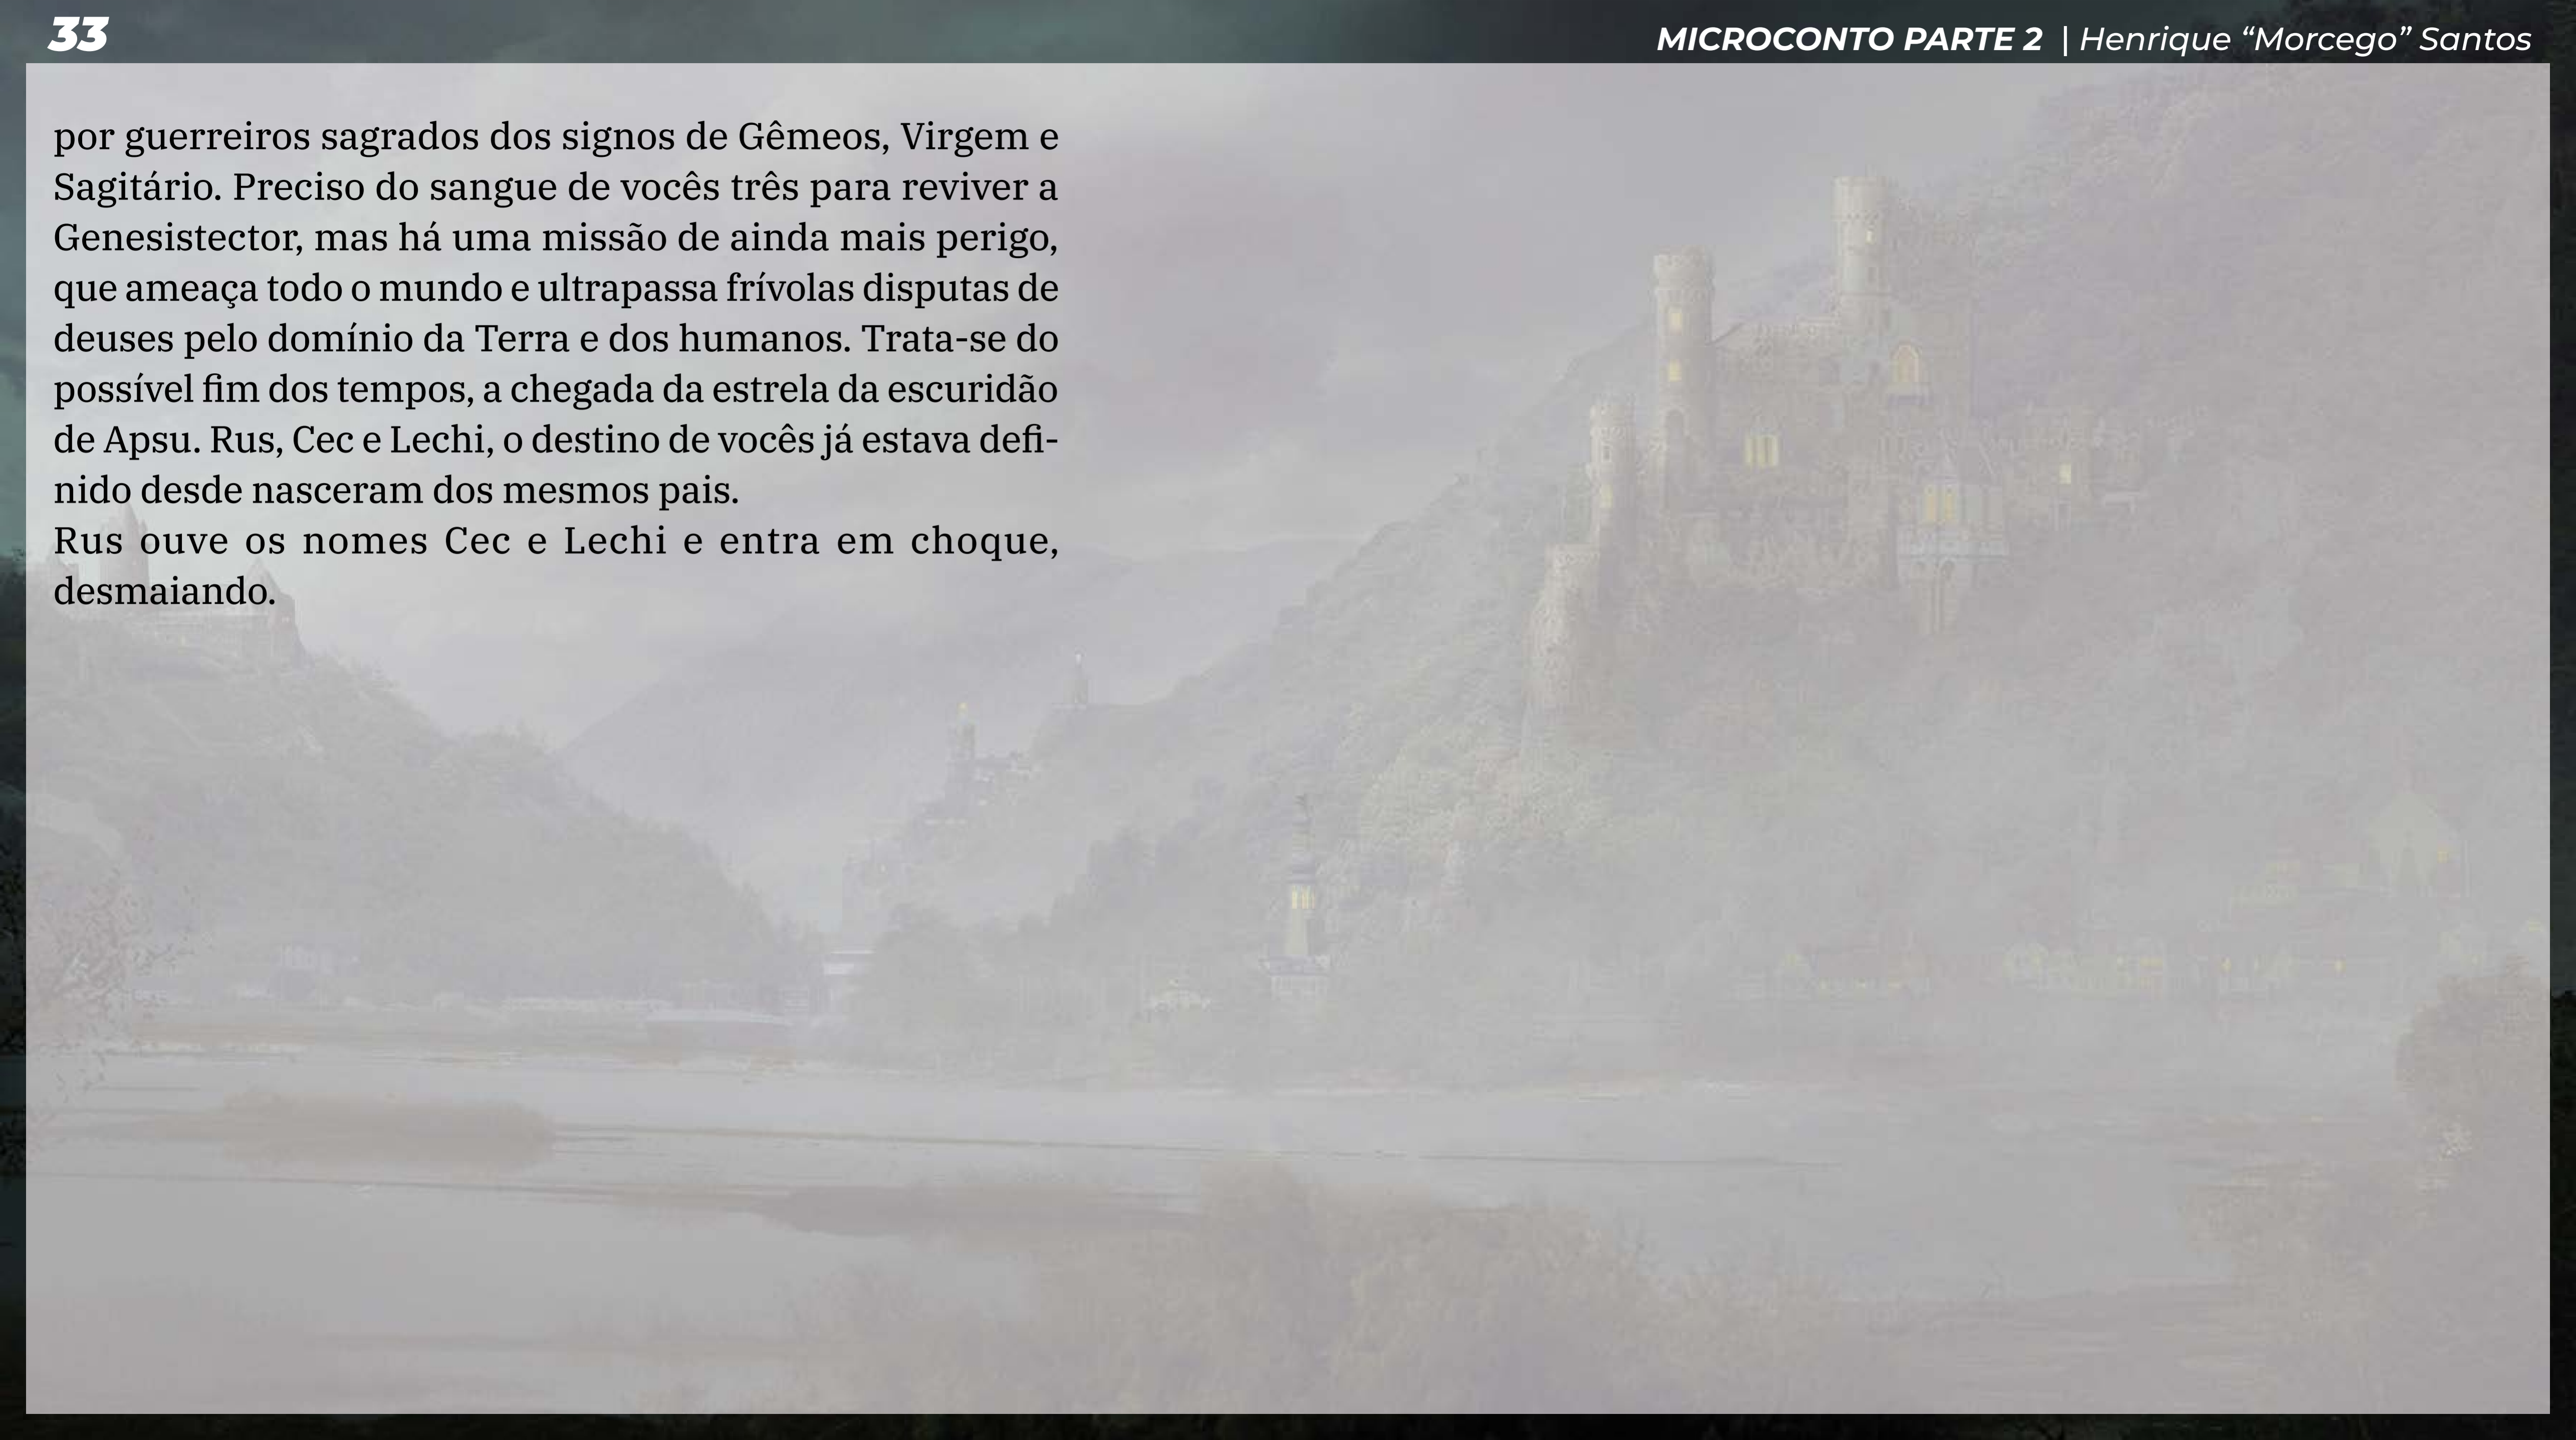 33
MICROCONTO PARTE 2 | Henrique “Morcego” Santos
por guerreiros sagrados dos signos de Gêmeos, Virgem e
Sagitário. Preciso do sangue de vocês três para reviver a
Genesistector, mas há uma missão de ainda mais perigo,
que ameaça todo o mundo e ultrapassa frívolas disputas de
deuses pelo domínio da Terra e dos humanos. Trata-se do
possível fim dos tempos, a chegada da estrela da escuridão
de Apsu. Rus, Cec e Lechi, o destino de vocês já estava defi-
nido desde nasceram dos mesmos pais.
Rus ouve os nomes Cec e Lechi e entra em choque,
desmaiando.